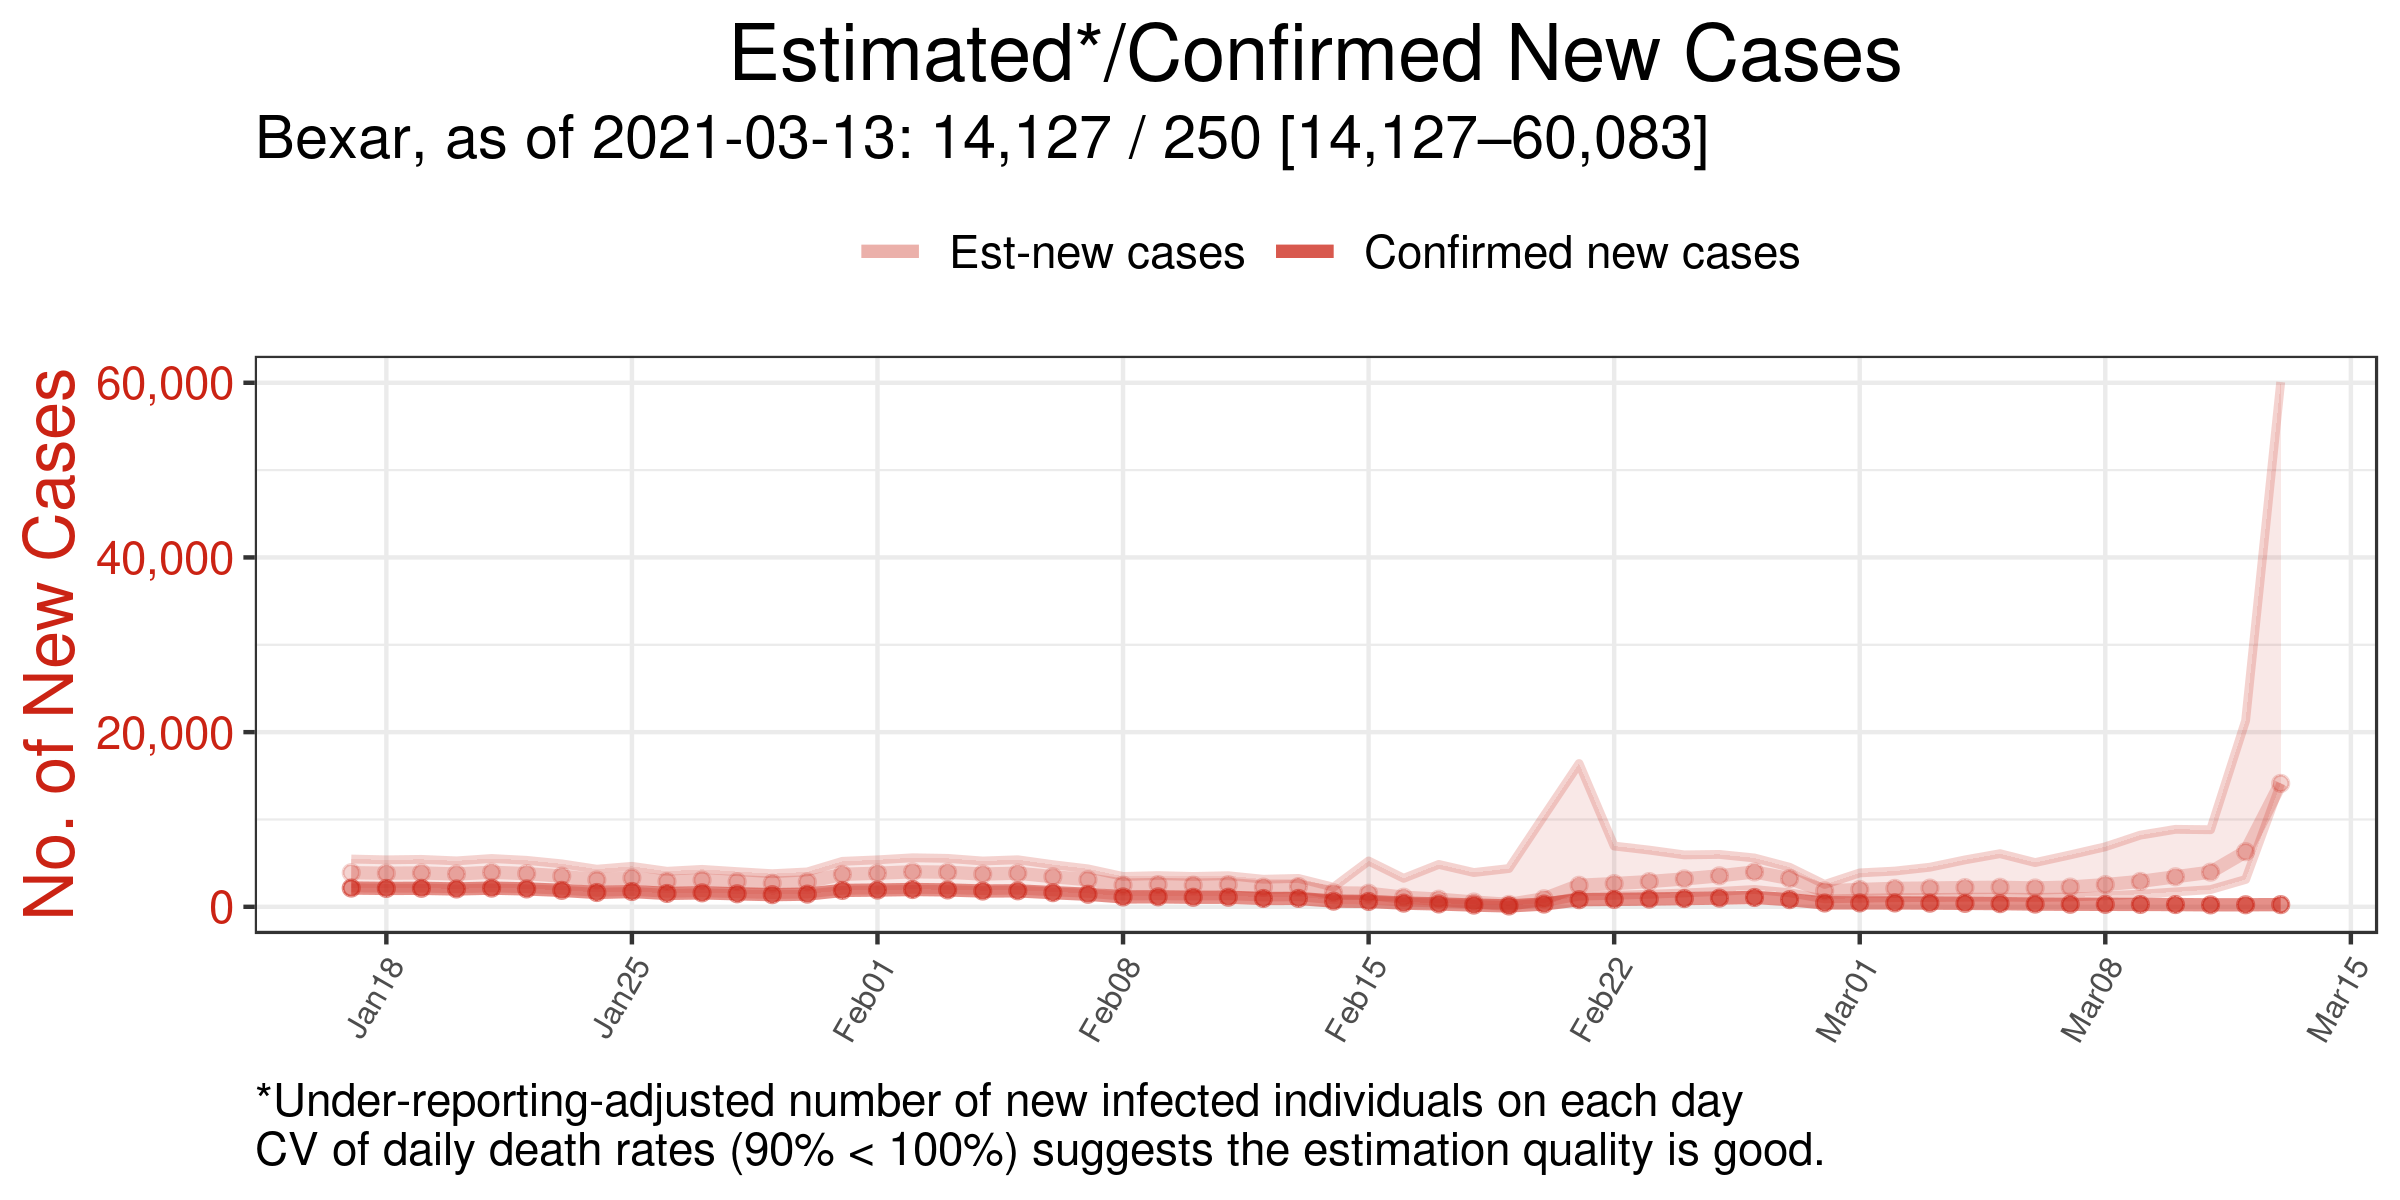 Estimated*/Confirmed New Cases
Bexar, as of 2021-03-13: 14,127 / 250 [14,127–60,083]
Est-new cases
Confirmed new cases
No. of New Cases
60,000
40,000
20,000
0
Jan18
Jan25
Feb01
Feb08
Feb15
Feb22
Mar01
Mar08
Mar15
*Under-reporting-adjusted number of new infected individuals on each day
CV of daily death rates (90% < 100%) suggests the estimation quality is good.